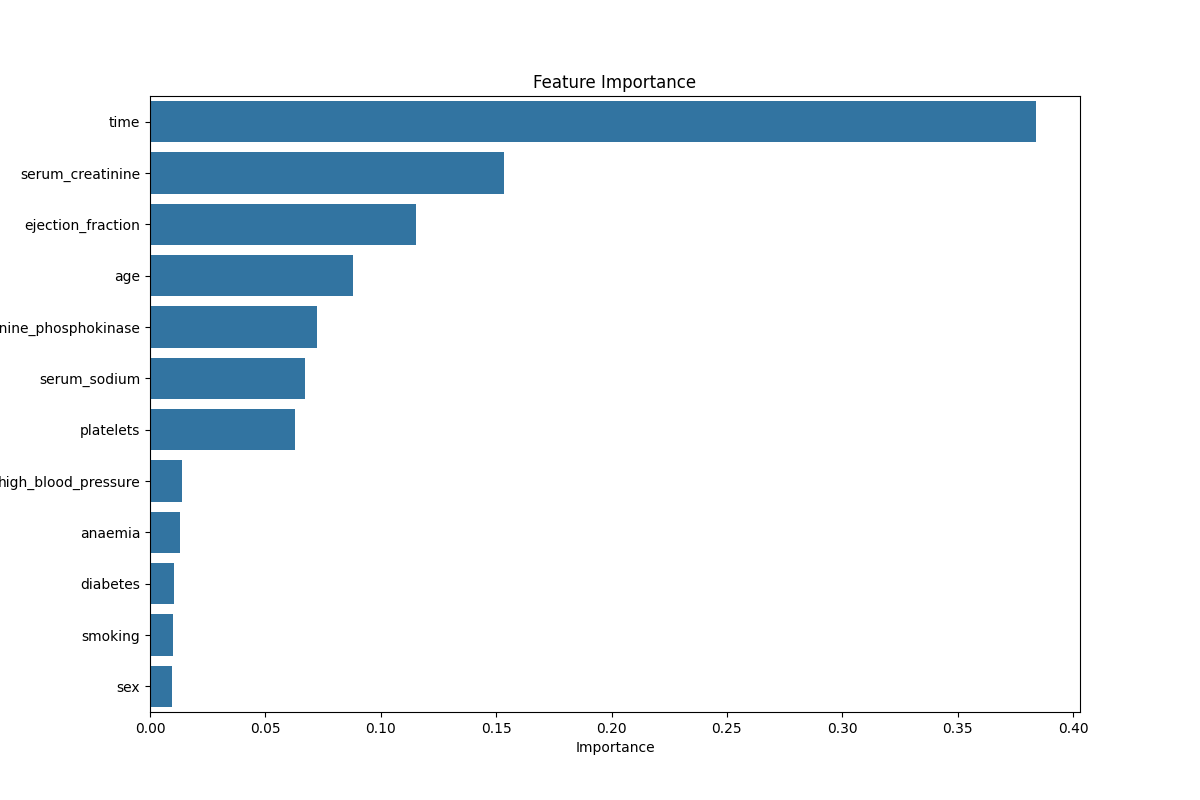 Feature Importance
time
serum_creatinine
ejection_fraction
age
nine_phosphokinase
serum_sodium
platelets
high_blood_pressure
anaemia
diabetes
smoking
sex
0.00 0.05 0.10 0.15 0.20 0.25 0.30 0.35 0.40
Importance